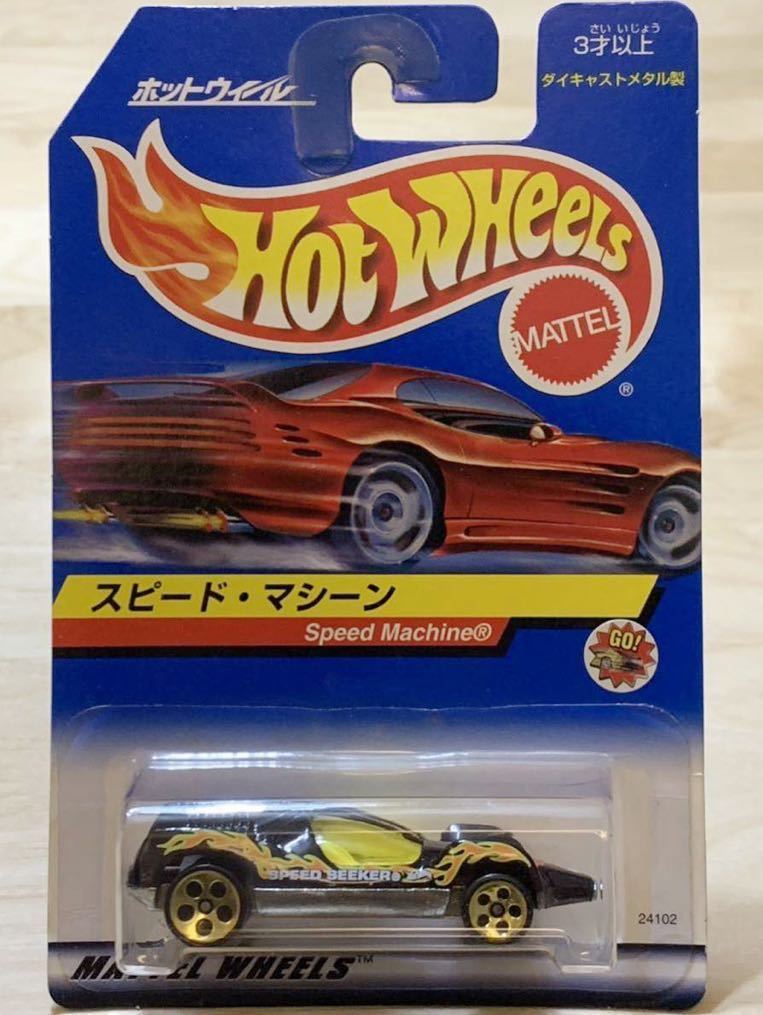 さい いじょう
3才以上
ホットウィール
ダイキャストメタル製
HOT WHEELS
MATTEL
®
スピード・マシーン
Speed Machine®
GO!
SPEED SEEKER
24102
MATTEL WHEELS™